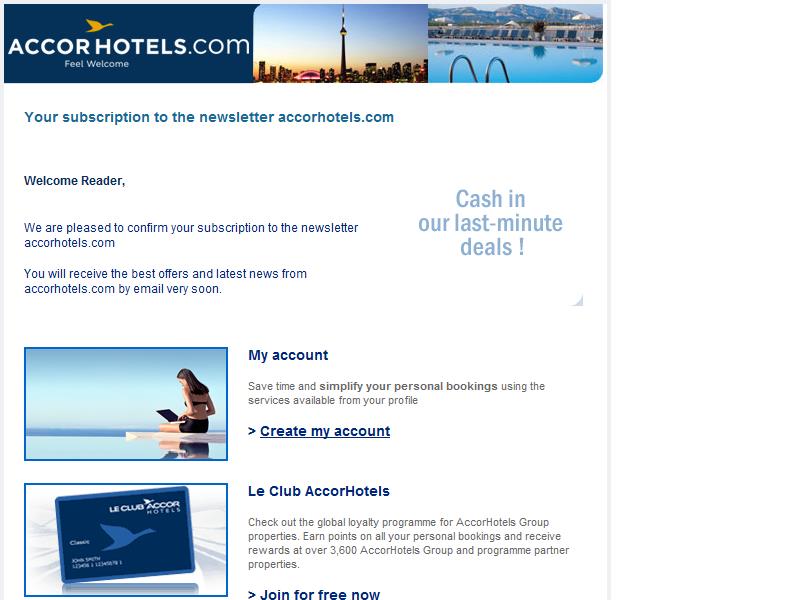 ACCORHOTELS.com
Feel Welcome
Your subscription to the newsletter accorhotels.com
Welcome Reader,
We are pleased to confirm your subscription to the newsletter
accorhotels.com
You will receive the best offers and latest news from
accorhotels.com by email very soon.
Cash in
our last-minute
deals !
My account
Save time and simplify your personal bookings using the
services available from your profile
> Create my account
LE CLUB ACCOR
HOTELS
Classic
JOHN SMITH
Le Club AccorHotels
Check out the global loyalty programme for AccorHotels Group
properties. Earn points on all your personal bookings and receive
rewards at over 3,600 AccorHotels Group and programme partner
properties.
> Join for free now